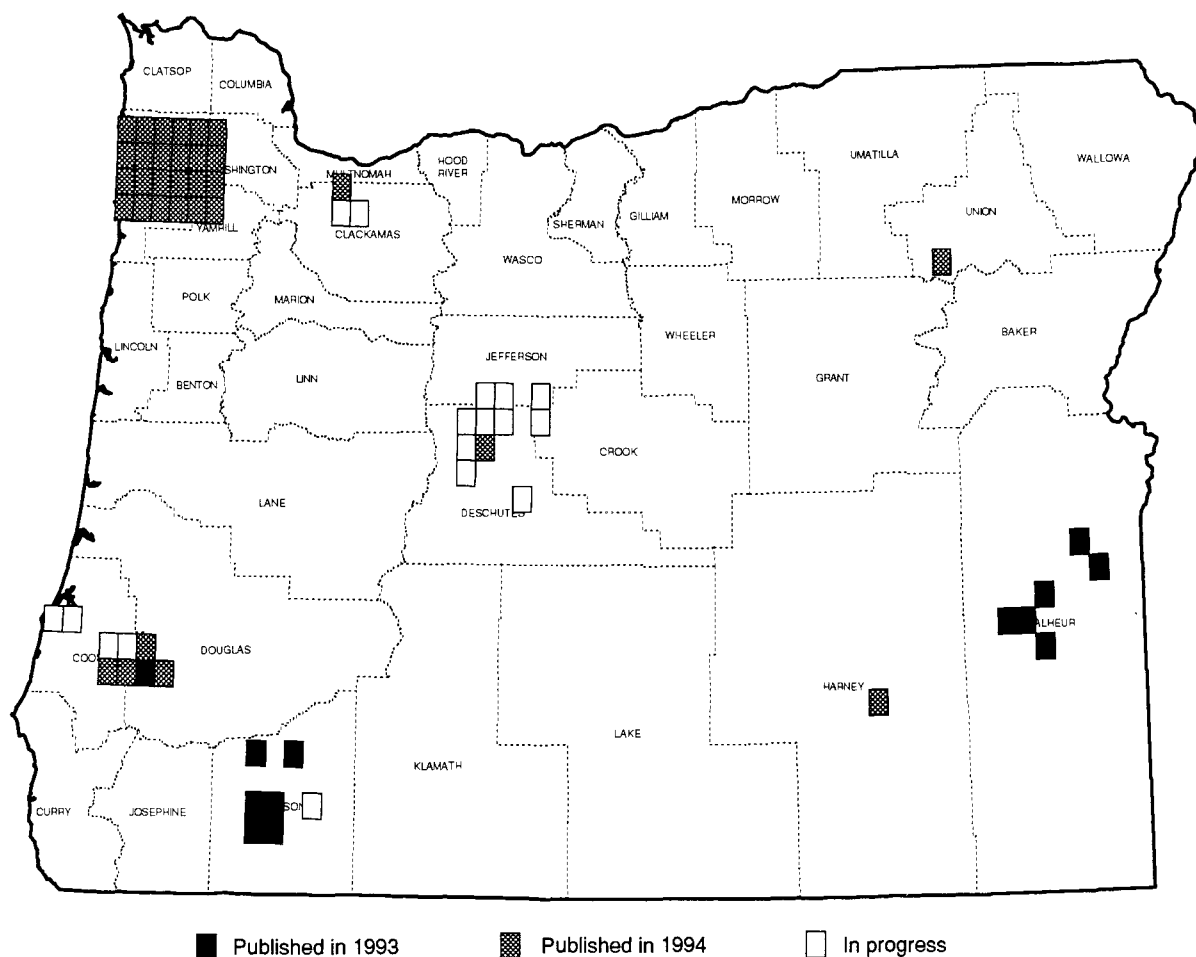 CLATSOP
COLUMBIA
SHINGTON
MULTNOMAH
HOOD
RIVER
UMATILLA
WALLOWA
MORROW
GILLIAM
SHERMAN
UNION
YAMHILL
CLACKAMAS
WASCO
POLK
MARION
WHEELER
BAKER
LINCOLN
JEFFERSON
LINN
BENTON
GRANT
CROOK
LANE
DESCHUTES
ALHEUR
DOUGLAS
COO
HARNEY
LAKE
KLAMATH
CURRY
JOSEPHINE
SON
Published in 1993
Published in 1994
In progress